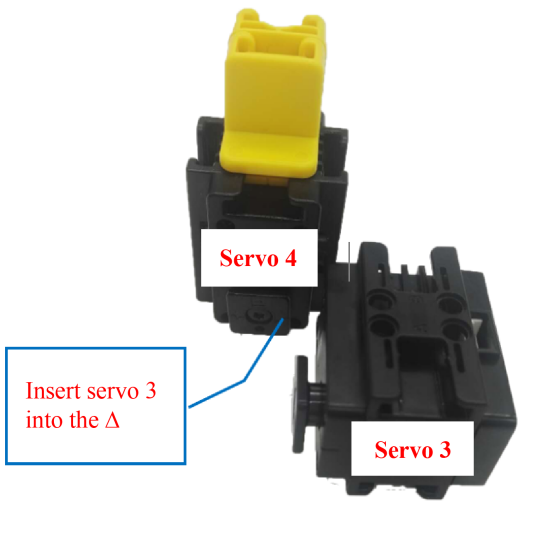 Servo 4
Insert servo 3
into the Δ
Servo 3